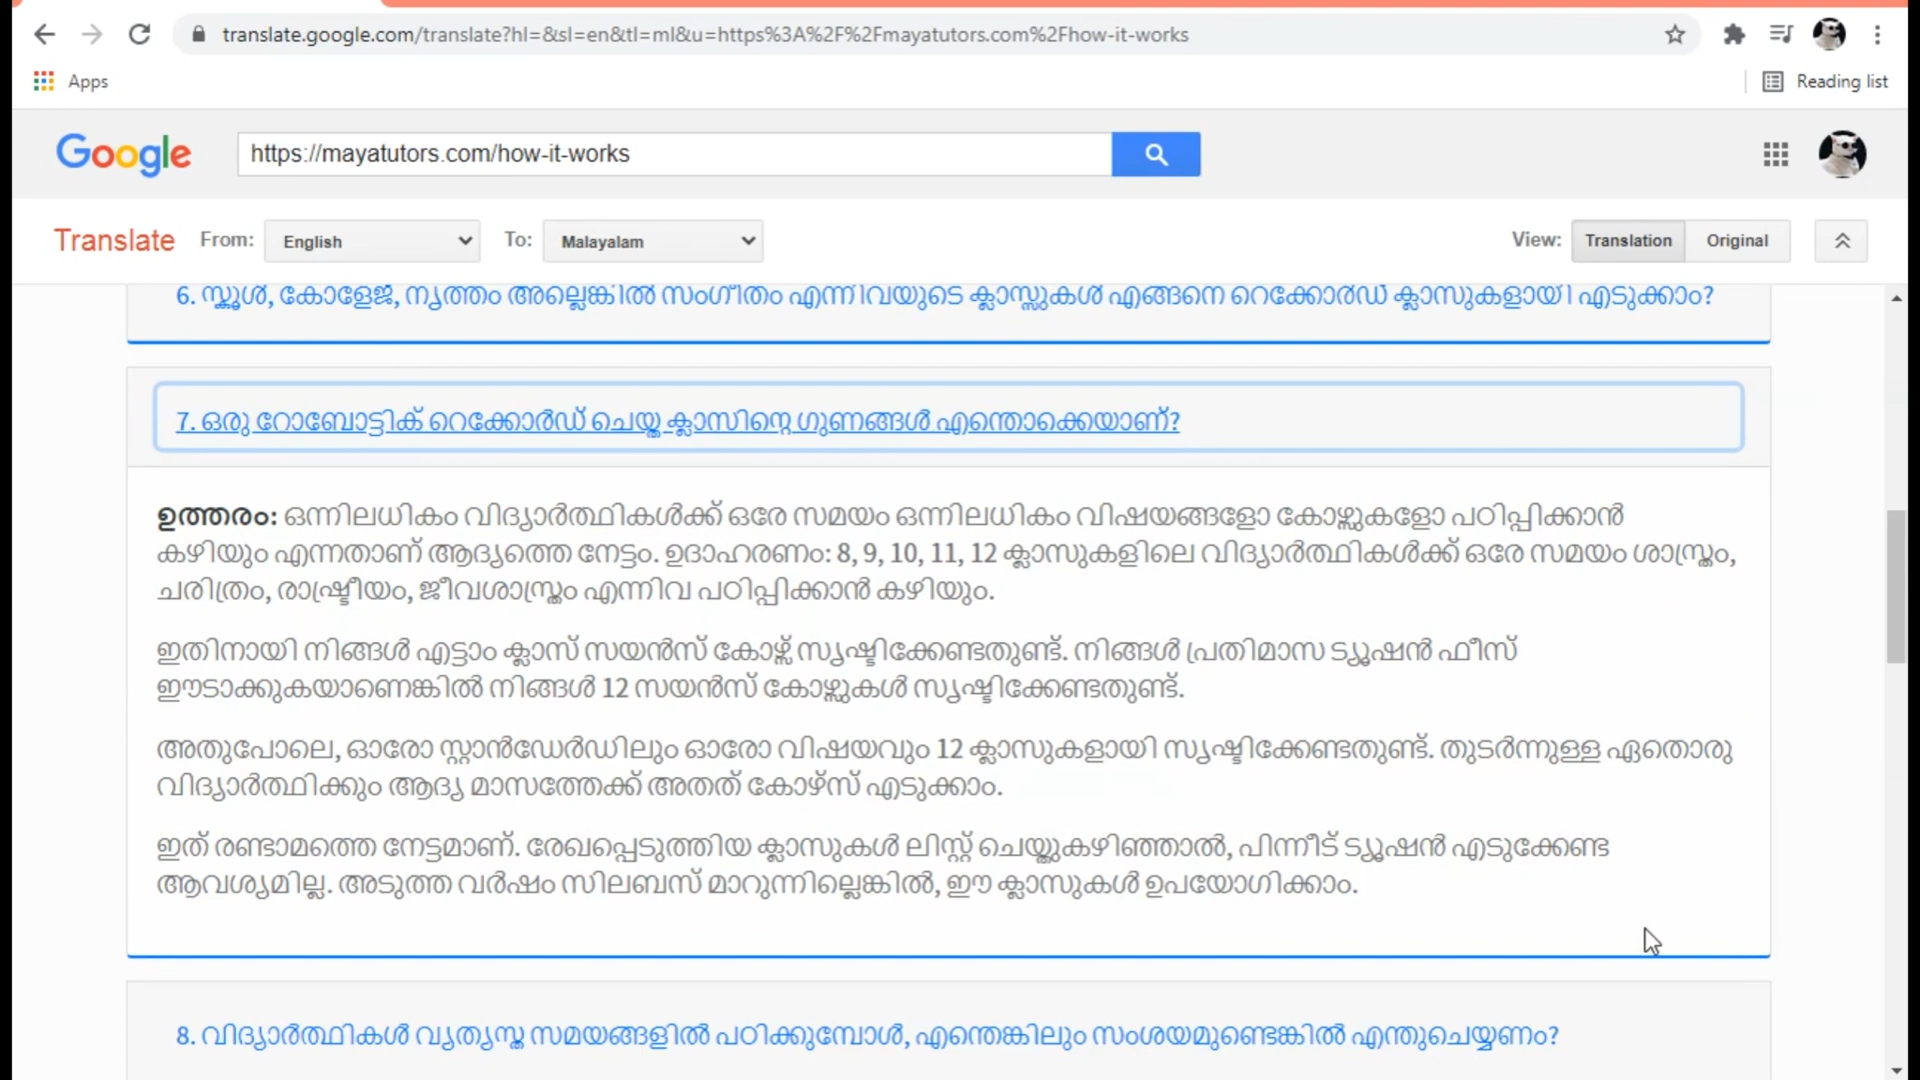 translate.google.com/translate?hl=&sl=en&tl=ml&u=https%3A%2F%2Fmayatutors.com%2Fhow-it-works
Apps
Reading list
Google
https://mayatutors.com/how-it-works
Translate From: English To: Malayalam View: Translation Original
6. സ്കൂൾ, കോളേജ്, നൃത്തം അല്ലെങ്കിൽ സംഗീതം എന്നിവയുടെ ക്ലാസ്സുകൾ എങ്ങനെ റെക്കോർഡ് ക്ലാസുകളായി എടുക്കാം?
7. ഒരു റോബോട്ടിക് റെക്കോർഡ് ചെയ്ത ക്ലാസിന്റെ ഗുണങ്ങൾ എന്തൊക്കെയാണ്?
ഉത്തരം: ഒന്നിലധികം വിദ്യാർത്ഥികൾക്ക് ഒരേ സമയം ഒന്നിലധികം വിഷയങ്ങളോ കോഴ്സുകളോ പഠിപ്പിക്കാൻ
കഴിയും എന്നതാണ് ആദ്യത്തെ നേട്ടം. ഉദാഹരണം: 8, 9, 10, 11, 12 ക്ലാസുകളിലെ വിദ്യാർത്ഥികൾക്ക് ഒരേ സമയം ശാസ്ത്രം,
ചരിത്രം, രാഷ്ട്രീയം, ജീവശാസ്ത്രം എന്നിവ പഠിപ്പിക്കാൻ കഴിയും.
ഇതിനായി നിങ്ങൾ എട്ടാം ക്ലാസ് സയൻസ് കോഴ്സ് സൃഷ്ടിക്കേണ്ടതുണ്ട്. നിങ്ങൾ പ്രതിമാസ ട്യൂഷൻ ഫീസ്
ഈടാക്കുകയാണെങ്കിൽ നിങ്ങൾ 12 സയൻസ് കോഴ്സുകൾ സൃഷ്ടിക്കേണ്ടതുണ്ട്.
അതുപോലെ, ഓരോ സ്റ്റാൻഡേർഡിലും ഓരോ വിഷയവും 12 ക്ലാസുകളായി സൃഷ്ടിക്കേണ്ടതുണ്ട്. തുടർന്നുള്ള ഏതൊരു
വിദ്യാർത്ഥിക്കും ആദ്യ മാസത്തേക്ക് അതത് കോഴ്സ് എടുക്കാം.
ഇത് രണ്ടാമത്തെ നേട്ടമാണ്. രേഖപ്പെടുത്തിയ ക്ലാസുകൾ ലിസ്റ്റ് ചെയ്തുകഴിഞ്ഞാൽ, പിന്നീട് ട്യൂഷൻ എടുക്കേണ്ട
ആവശ്യമില്ല. അടുത്ത വർഷം സിലബസ് മാറുന്നില്ലെങ്കിൽ, ഈ ക്ലാസുകൾ ഉപയോഗിക്കാം.
8. വിദ്യാർത്ഥികൾ വ്യത്യസ്ത സമയങ്ങളിൽ പഠിക്കുമ്പോൾ, എന്തെങ്കിലും സംശയമുണ്ടെങ്കിൽ എന്തുചെയ്യണം?